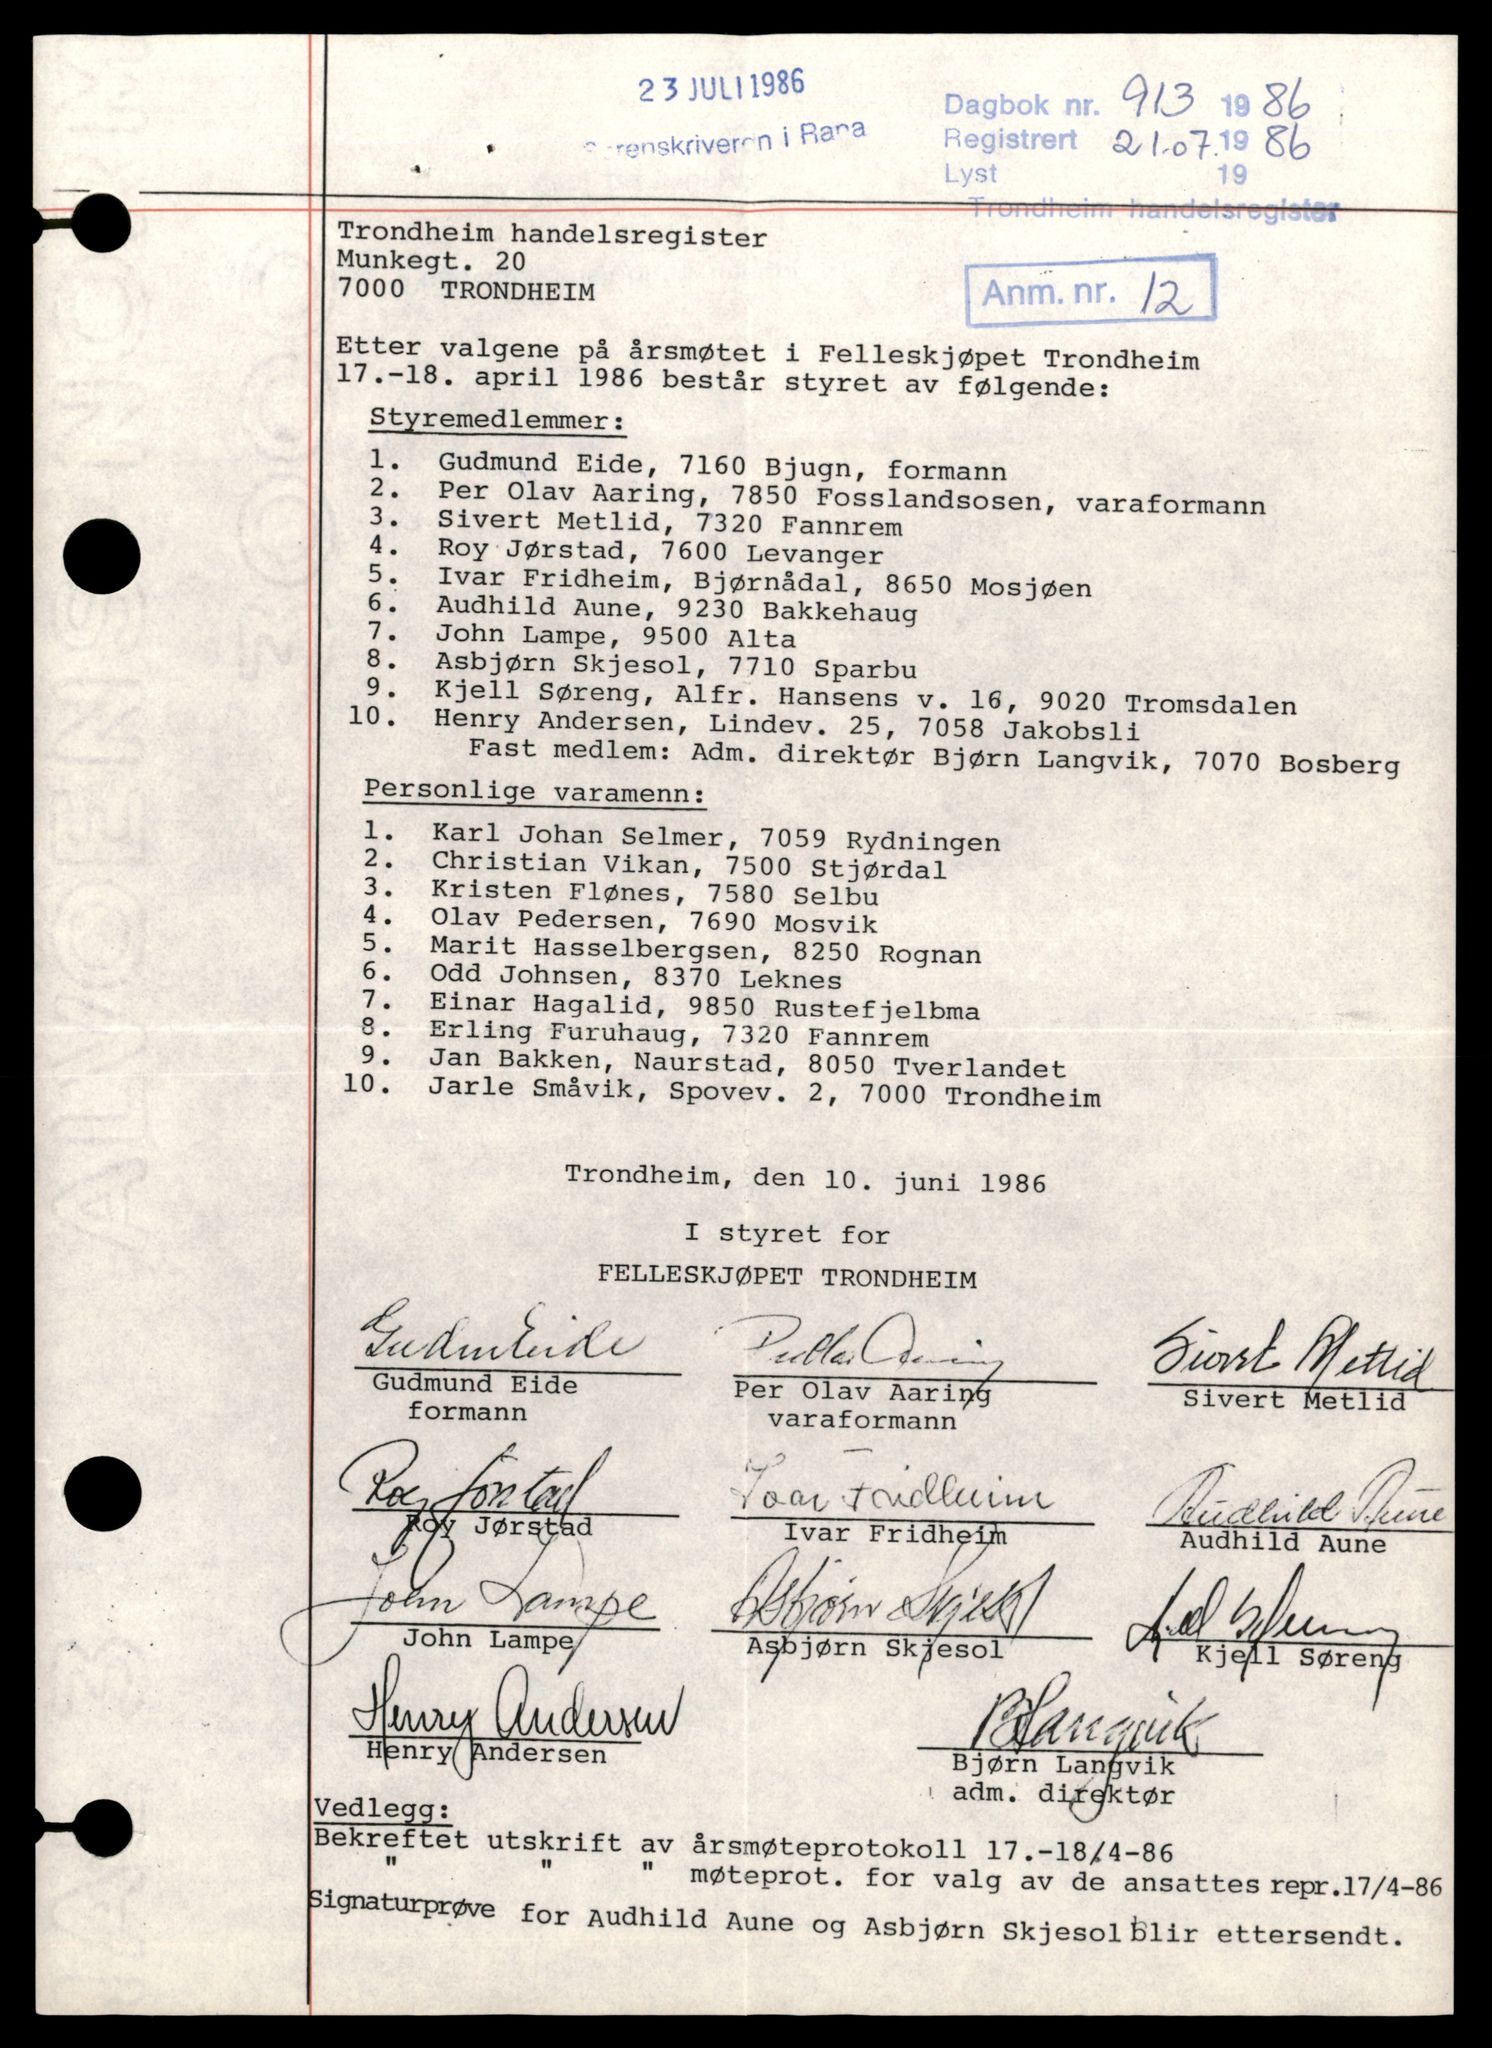 23 JULI 1986
Sorenskriveren i Rana
Dagbok nr. 913 1986
Registrert 21.07.1986
Lyst 19
Trondheim handelsregister
Trondheim handelsregister
Munkegt. 20
7000 TRONDHEIM
Anm. nr. 12
Etter valgene på årsmøtet i Felleskjøpet Trondheim
17.-18. april 1986 består styret av følgende:
Styremedlemmer:
1. Gudmund Eide, 7160 Bjugn, formann
2. Per Olav Aaring, 7850 Fosslandsosen, varaformann
3. Sivert Metlid, 7320 Fannrem
4. Roy Jørstad, 7600 Levanger
5. Ivar Fridheim, Bjørnådal, 8650 Mosjøen
6. Audhild Aune, 9230 Bakkehaug
7. John Lampe, 9500 Alta
8. Asbjørn Skjesol, 7710 Sparbu
9. Kjell Søreng, Alfr. Hansens v. 16, 9020 Tromsdalen
10. Henry Andersen, Lindev. 25, 7058 Jakobsli
Fast medlem: Adm. direktør Bjørn Langvik, 7070 Bosberg
Personlige varamenn:
1. Karl Johan Selmer, 7059 Rydningen
2. Christian Vikan, 7500 Stjørdal
3. Kristen Flønes, 7580 Selbu
4. Olav Pedersen, 7690 Mosvik
5. Marit Hasselbergsen, 8250 Rognan
6. Odd Johnsen, 8370 Leknes
7. Einar Hagalid, 9850 Rustefjelbma
8. Erling Furuhaug, 7320 Fannrem
9. Jan Bakken, Naurstad, 8050 Tverlandet
10. Jarle Småvik, Spovev. 2, 7000 Trondheim
Trondheim, den 10. juni 1986
I styret for
FELLESKJØPET TRONDHEIM
Gudm Eide Sivert Metlid
Gudmund Eide Per Olav Aaring Sivert Metlid
formann varaformann
Roy Jørstad Ivar Fridheim Audhild Aune
Roy Jørstad Ivar Fridheim Audhild Aune
John Lampe Asbjørn Skjesol
John Lampe Asbjørn Skjesol Kjell Søreng
Henry Andersen B Langvik
Henry Andersen Bjørn Langvik
adm. direktør
Vedlegg:
Bekreftet utskrift av årsmøteprotokoll 17.-18/4-86
" " " møteprot. for valg av de ansattes repr.17/4-86
Signaturprøve for Audhild Aune og Asbjørn Skjesol blir ettersendt.